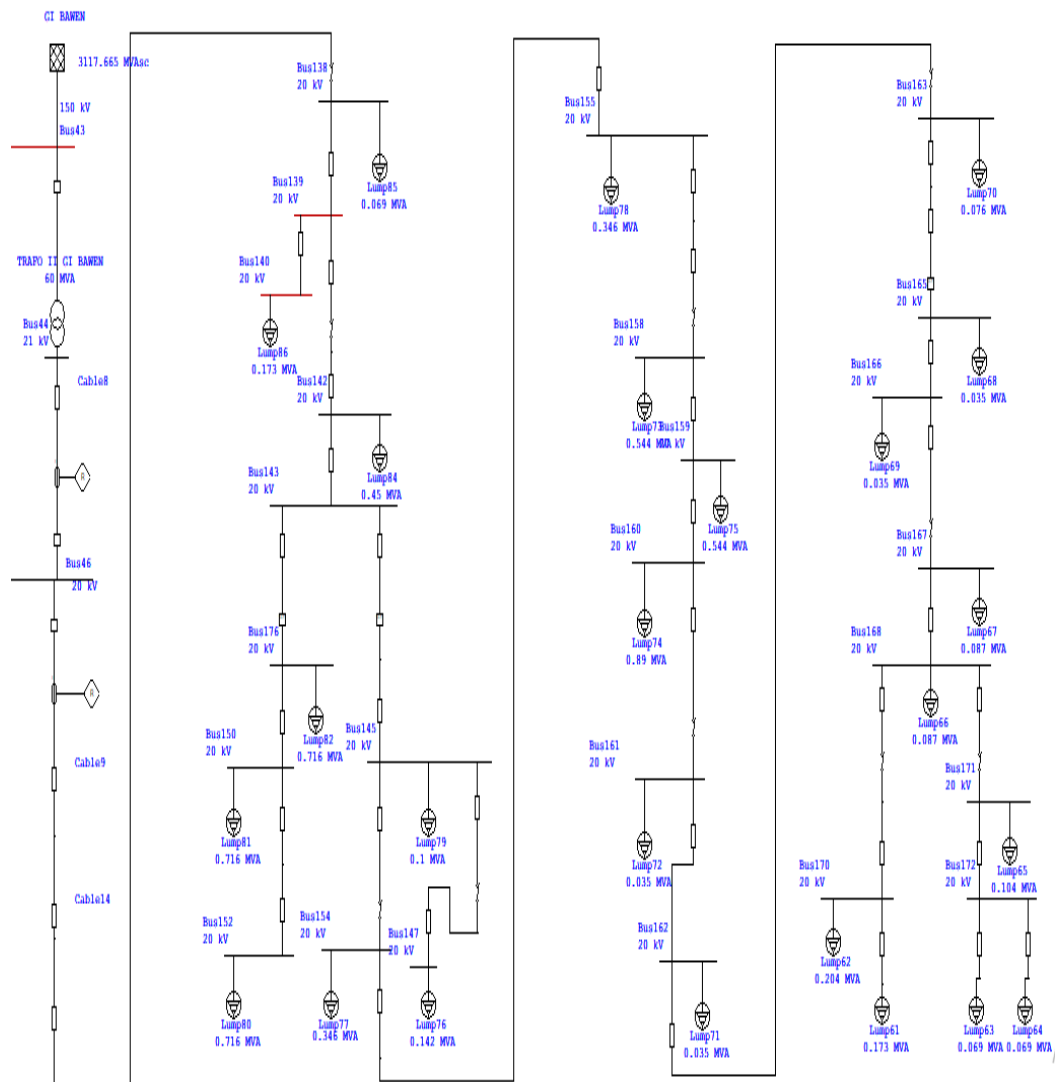 GI BAWEN
3117.665 MVAsc
150 kV
Bus43
TRAFO II GI BAWEN
60 MVA
Bus44
21 kV
Cable8
R
Bus46
20 kV
R
Cable9
Cable14
Bus138
20 kV
Lump85
0.069 MVA
Bus139
20 kV
Bus140
20 kV
Lump86
0.173 MVA
Bus142
20 kV
Lump84
0.45 MVA
Bus143
20 kV
Bus176
20 kV
Lump82
0.716 MVA
Bus150
20 kV
Lump81
0.716 MVA
Bus152
20 kV
Lump80
0.716 MVA
Bus145
20 kV
Lump79
0.1 MVA
Bus154
20 kV
Lump77
0.346 MVA
Bus147
20 kV
Lump76
0.142 MVA
Bus155
20 kV
Lump78
0.346 MVA
Bus158
20 kV
Lump73
0.544 MVA
Bus159
20 kV
Lump75
0.544 MVA
Bus160
20 kV
Lump74
0.89 MVA
Bus161
20 kV
Lump72
0.035 MVA
Bus162
20 kV
Lump71
0.035 MVA
Bus163
20 kV
Lump70
0.076 MVA
Bus165
20 kV
Lump68
0.035 MVA
Bus166
20 kV
Lump69
0.035 MVA
Bus167
20 kV
Lump67
0.087 MVA
Bus168
20 kV
Lump66
0.087 MVA
Bus171
20 kV
Lump65
0.104 MVA
Bus170
20 kV
Lump62
0.204 MVA
Lump61
0.173 MVA
Bus172
20 kV
Lump63
0.069 MVA
Lump64
0.069 MVA